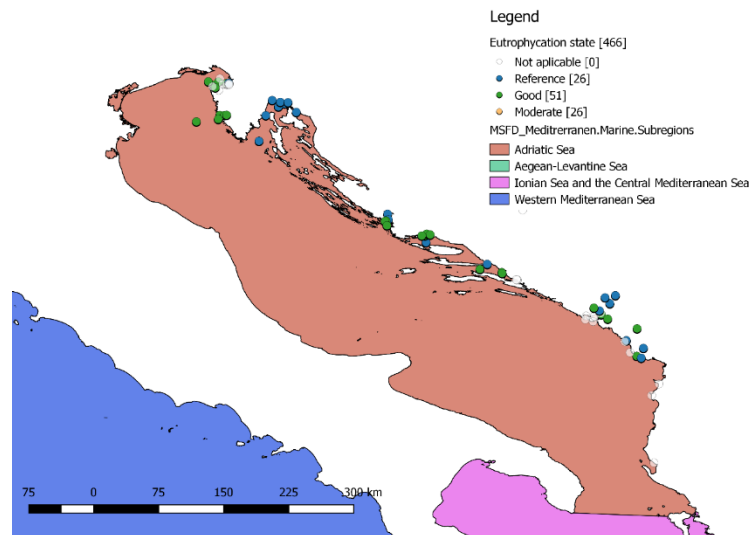 Legend
Eutrophycation state [466]
Not aplicable [0]
Reference [26]
Good [51]
Moderate [26]
MSFD_Meditrerranen.Marine.Subregions
Adriatic Sea
Aegean-Levantine Sea
Ionian Sea and the Central Mediterranean Sea
Western Mediterranean Sea
75 0 75 150 225 300 km